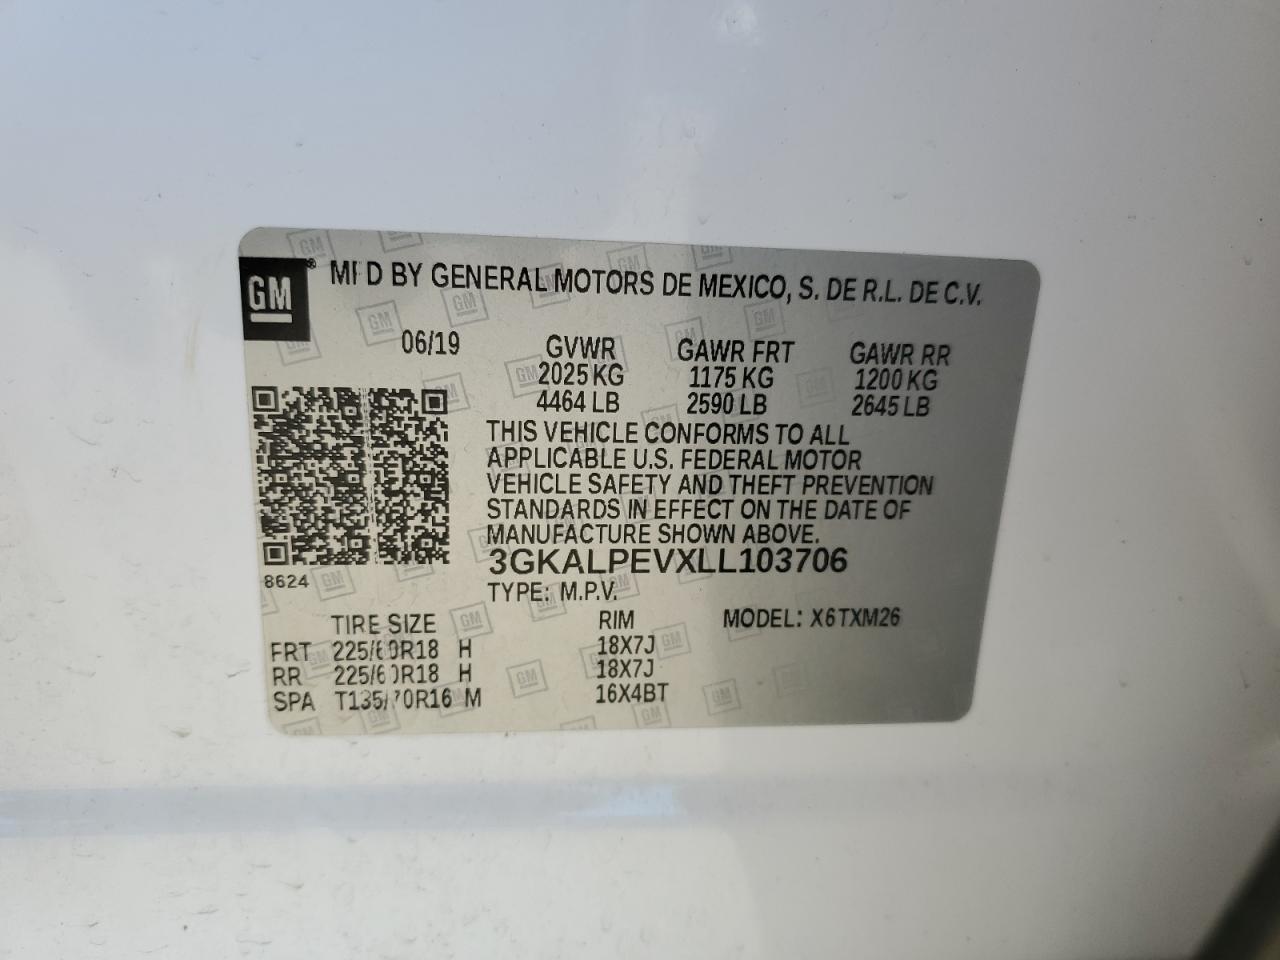 GM® MFD BY GENERAL MOTORS DE MEXICO, S. DE R.L. DE C.V.
06/19 GVWR GAWR FRT GAWR RR
2025 KG 1175 KG 1200 KG
4464 LB 2590 LB 2645 LB
THIS VEHICLE CONFORMS TO ALL
APPLICABLE U.S. FEDERAL MOTOR
VEHICLE SAFETY AND THEFT PREVENTION
STANDARDS IN EFFECT ON THE DATE OF
MANUFACTURE SHOWN ABOVE.
3GKALPEVXLL103706
8624
TYPE: M.P.V.
TIRE SIZE RIM MODEL: X6TXM26
FRT 225/60R18 H 18X7J
RR 225/60R18 H 18X7J
SPA T135/70R16 M 16X4BT